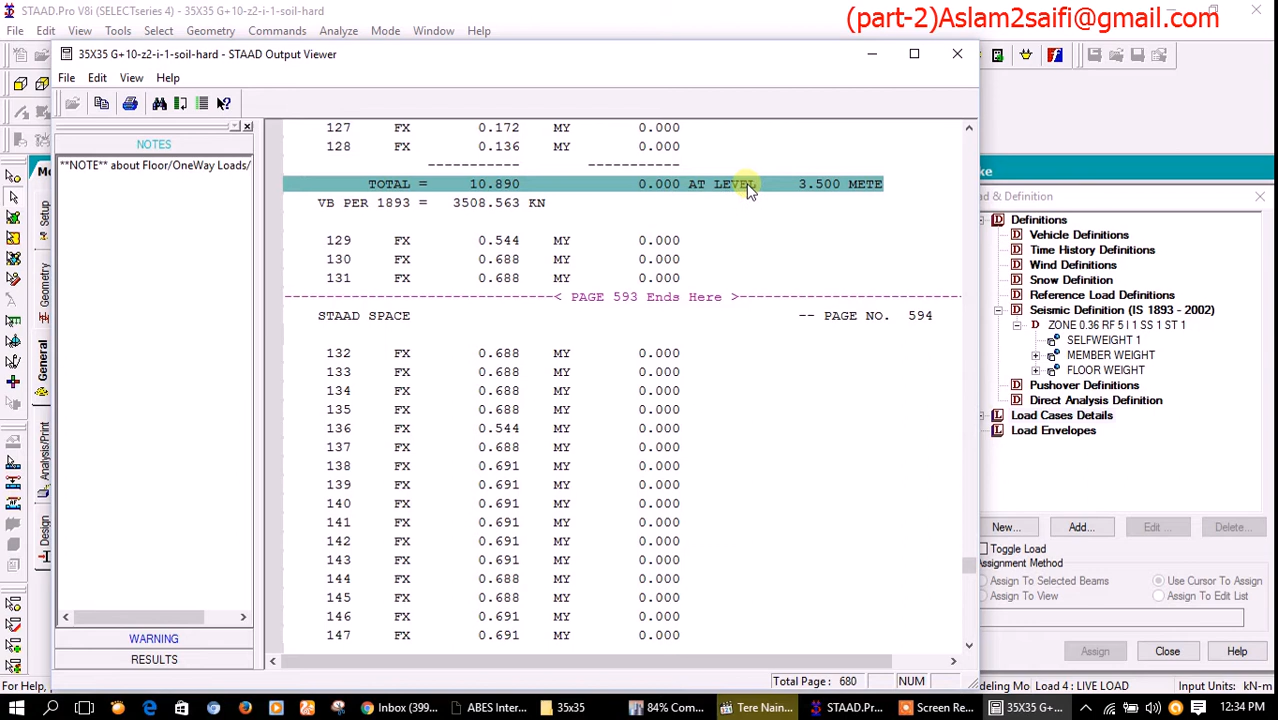 STAAD.Pro V8i (SELECTseries 4) - 35X35 G+10-z2-i-1-soil-hard
(part-2)Aslam2saifi@gmail.com
File Edit View Tools Select Geometry Commands Analyze Mode Window Help
35X35 G+10-z2-i-1-soil-hard - STAAD Output Viewer
File Edit View Help
NOTES
**NOTE** about Floor/OneWay Loads/
WARNING
RESULTS
Setup
Geometry
General
Analysis/Print
Design
127 FX 0.172 MY 0.000
128 FX 0.136 MY 0.000
----------- -----------
TOTAL = 10.890 0.000 AT LEVEL 3.500 METE
VB PER 1893 = 3508.563 KN
129 FX 0.544 MY 0.000
130 FX 0.688 MY 0.000
131 FX 0.688 MY 0.000
< PAGE 593 Ends Here >
STAAD SPACE -- PAGE NO. 594
132 FX 0.688 MY 0.000
133 FX 0.688 MY 0.000
134 FX 0.688 MY 0.000
135 FX 0.688 MY 0.000
136 FX 0.544 MY 0.000
137 FX 0.688 MY 0.000
138 FX 0.691 MY 0.000
139 FX 0.691 MY 0.000
140 FX 0.691 MY 0.000
141 FX 0.691 MY 0.000
142 FX 0.691 MY 0.000
143 FX 0.691 MY 0.000
144 FX 0.688 MY 0.000
145 FX 0.688 MY 0.000
146 FX 0.691 MY 0.000
147 FX 0.691 MY 0.000
Total Page: 680 NUM
& Definition
Definitions
Vehicle Definitions
Time History Definitions
Wind Definitions
Snow Definition
Reference Load Definitions
Seismic Definition (IS 1893 - 2002)
ZONE 0.36 RF 5 I 1 SS 1 ST 1
SELFWEIGHT 1
MEMBER WEIGHT
FLOOR WEIGHT
Pushover Definitions
Direct Analysis Definition
Load Cases Details
Load Envelopes
New... Add... Edit ... Delete...
Toggle Load
Assignment Method
Assign To Selected Beams Use Cursor To Assign
Assign To View Assign To Edit List
Assign Close Help
For Help,
Load 4 : LIVE LOAD Input Units: kN-m
Inbox (399... ABES Inter... 35x35 84% Com... Tere Nain... STAAD.Pr... Screen Re... 35X35 G+... 12:34 PM